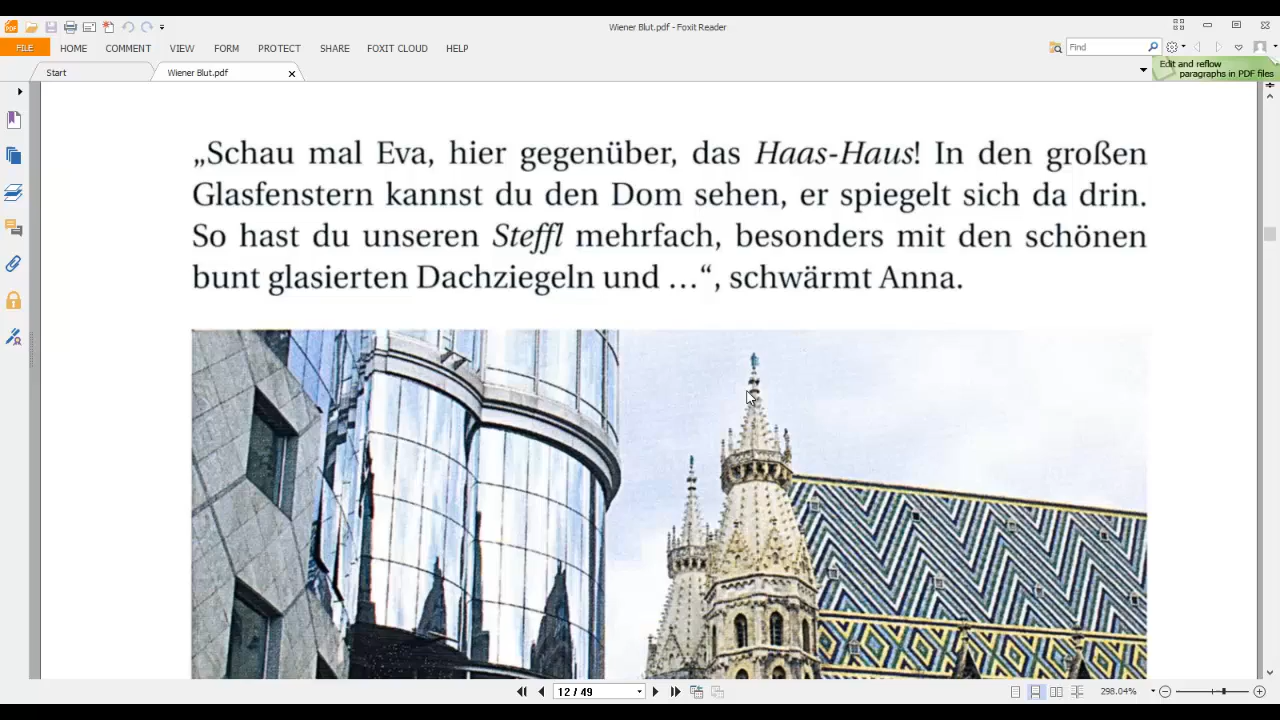 Wiener Blut.pdf - Foxit Reader
FILE HOME COMMENT VIEW FORM PROTECT SHARE FOXIT CLOUD HELP
Find
Start Wiener Blut.pdf
Edit and reflow
paragraphs in PDF files
„Schau mal Eva, hier gegenüber, das Haas-Haus! In den großen
Glasfenstern kannst du den Dom sehen, er spiegelt sich da drin.
So hast du unseren Steffl mehrfach, besonders mit den schönen
bunt glasierten Dachziegeln und …“, schwärmt Anna.
12 / 49
298.04%